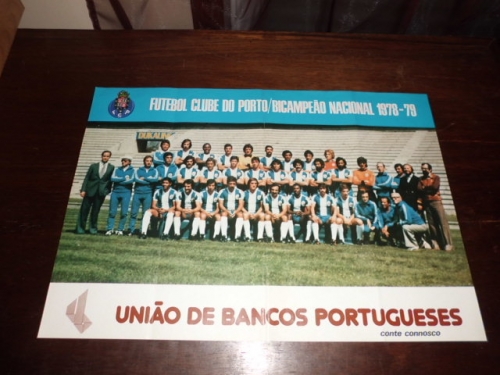 FUTEBOL CLUBE DO PORTO/BICAMPEÃO NACIONAL 1978-'79
UNIÃO DE BANCOS PORTUGUESES
conte connosco